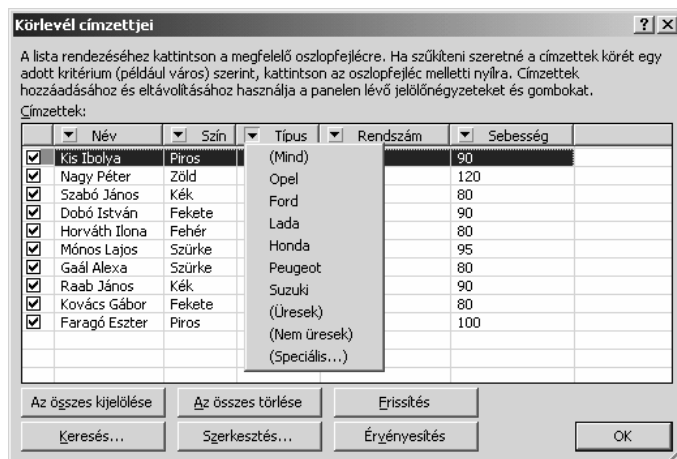 Körlevél címzettjei
A lista rendezéséhez kattintson a megfelelő oszlopfejlécre. Ha szűkíteni szeretné a címzettek körét egy
adott kritérium (például város) szerint, kattintson az oszlopfejléc melletti nyílra. Címzettek
hozzáadásához és eltávolításához használja a panelen lévő jelölőnégyzeteket és gombokat.
Címzettek:
Név Szín Típus Rendszám Sebesség
Kis Ibolya Piros (Mind) 90
Nagy Péter Zöld Opel 120
Szabó János Kék Ford 80
Dobó István Fekete Lada 90
Horváth Ilona Fehér Honda 80
Mónos Lajos Szürke Peugeot 95
Gaál Alexa Szürke Suzuki 80
Raab János Kék (Üresek) 90
Kovács Gábor Fekete (Nem üresek) 80
Faragó Eszter Piros (Speciális...) 100
Az összes kijelölése Az összes törlése Frissítés
Keresés... Szerkesztés... Érvényesítés OK